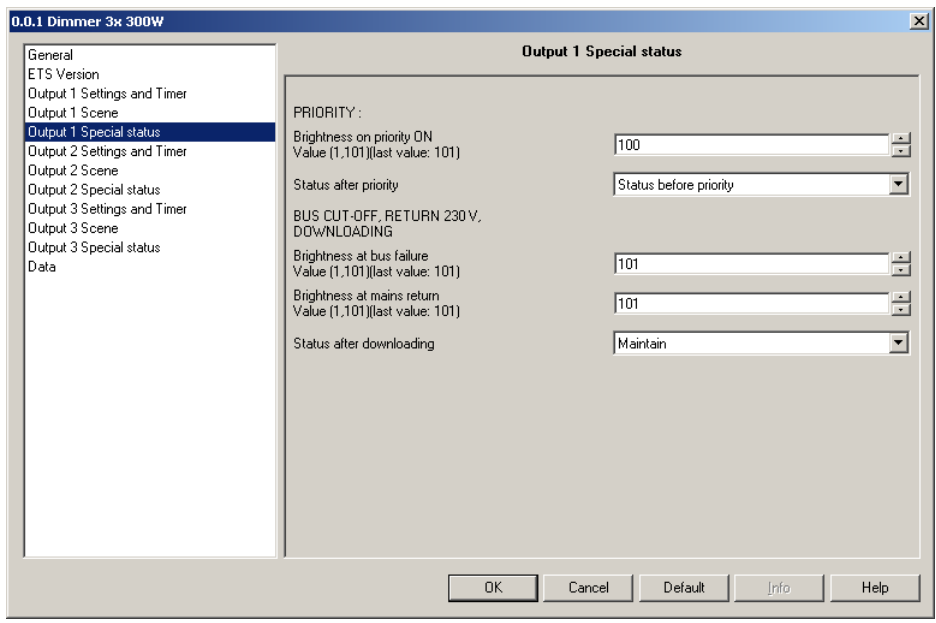 0.0.1 Dimmer 3x 300W
General
ETS Version
Output 1 Settings and Timer
Output 1 Scene
Output 1 Special status
Output 2 Settings and Timer
Output 2 Scene
Output 2 Special status
Output 3 Settings and Timer
Output 3 Scene
Output 3 Special status
Data
Output 1 Special status
PRIORITY :
Brightness on priority ON
Value (1,101)(last value: 101)
100
Status after priority
Status before priority
BUS CUT-OFF, RETURN 230 V,
DOWNLOADING
Brightness at bus failure
Value (1,101)(last value: 101)
101
Brightness at mains return
Value (1,101)(last value: 101)
101
Status after downloading
Maintain
OK
Cancel
Default
Info
Help